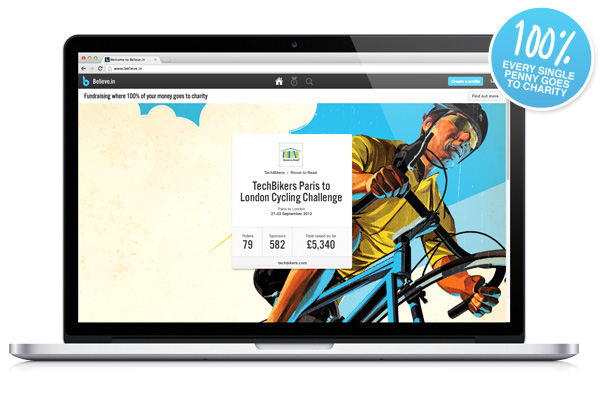 100%
EVERY SINGLE
PENNY GOES
TO CHARITY
Welcome to Believe.in
www.believe.in
Believe.in
Create a profile
Fundraising where 100% of your money goes to charity
Find out more
TechBikers • Room to Read
TechBikers Paris to
London Cycling Challenge
Paris to London
21-23 September 2012
Riders Sponsors Total raised so far
79 582 £5,340
techbikers.com